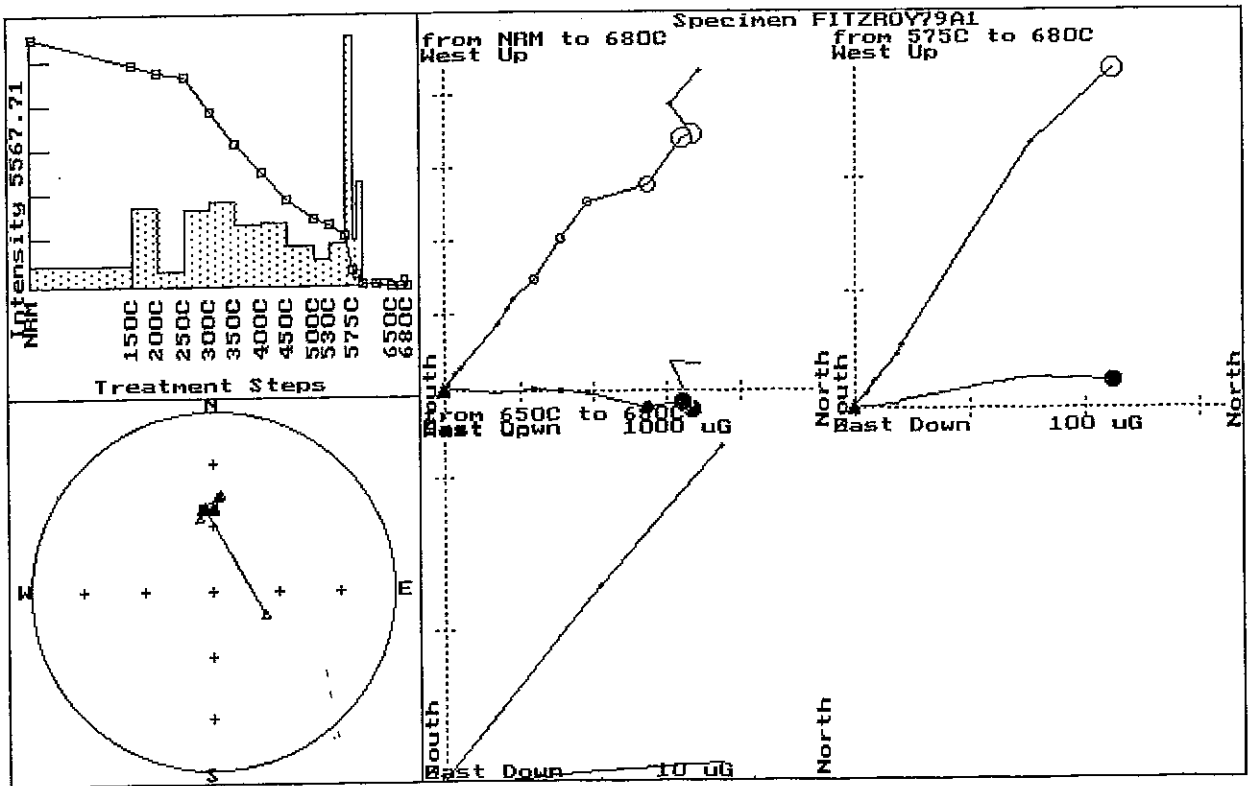 Specimen FITZROY79A1
Intensity 5567.71
NRM
150C
200C
250C
300C
350C
400C
450C
500C
530C
575C
650C
680C
Treatment Steps
from NRM to 680C
West Up
South
North
1000 uG
from 575C to 680C
West Up
South
North
East Down 100 uG
N
W
E
S
from 650C to 680C
South
North
East Down 10 uG